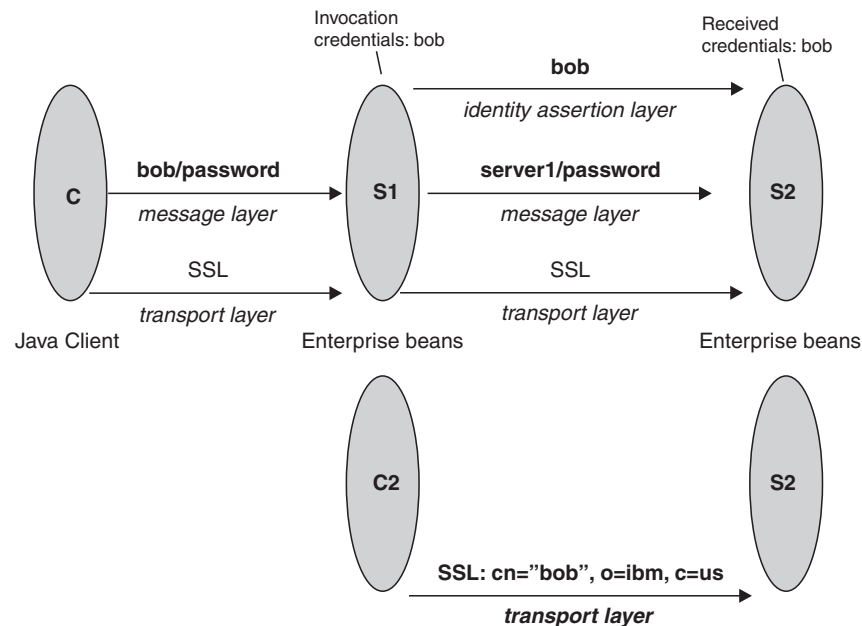 Invocation
credentials: bob
Received
credentials: bob
bob
identity assertion layer
bob/password
server1/password
C
S1
S2
message layer
message layer
SSL
SSL
transport layer
transport layer
Java Client
Enterprise beans
Enterprise beans
C2
S2
SSL: cn=”bob”, o=ibm, c=us
transport layer